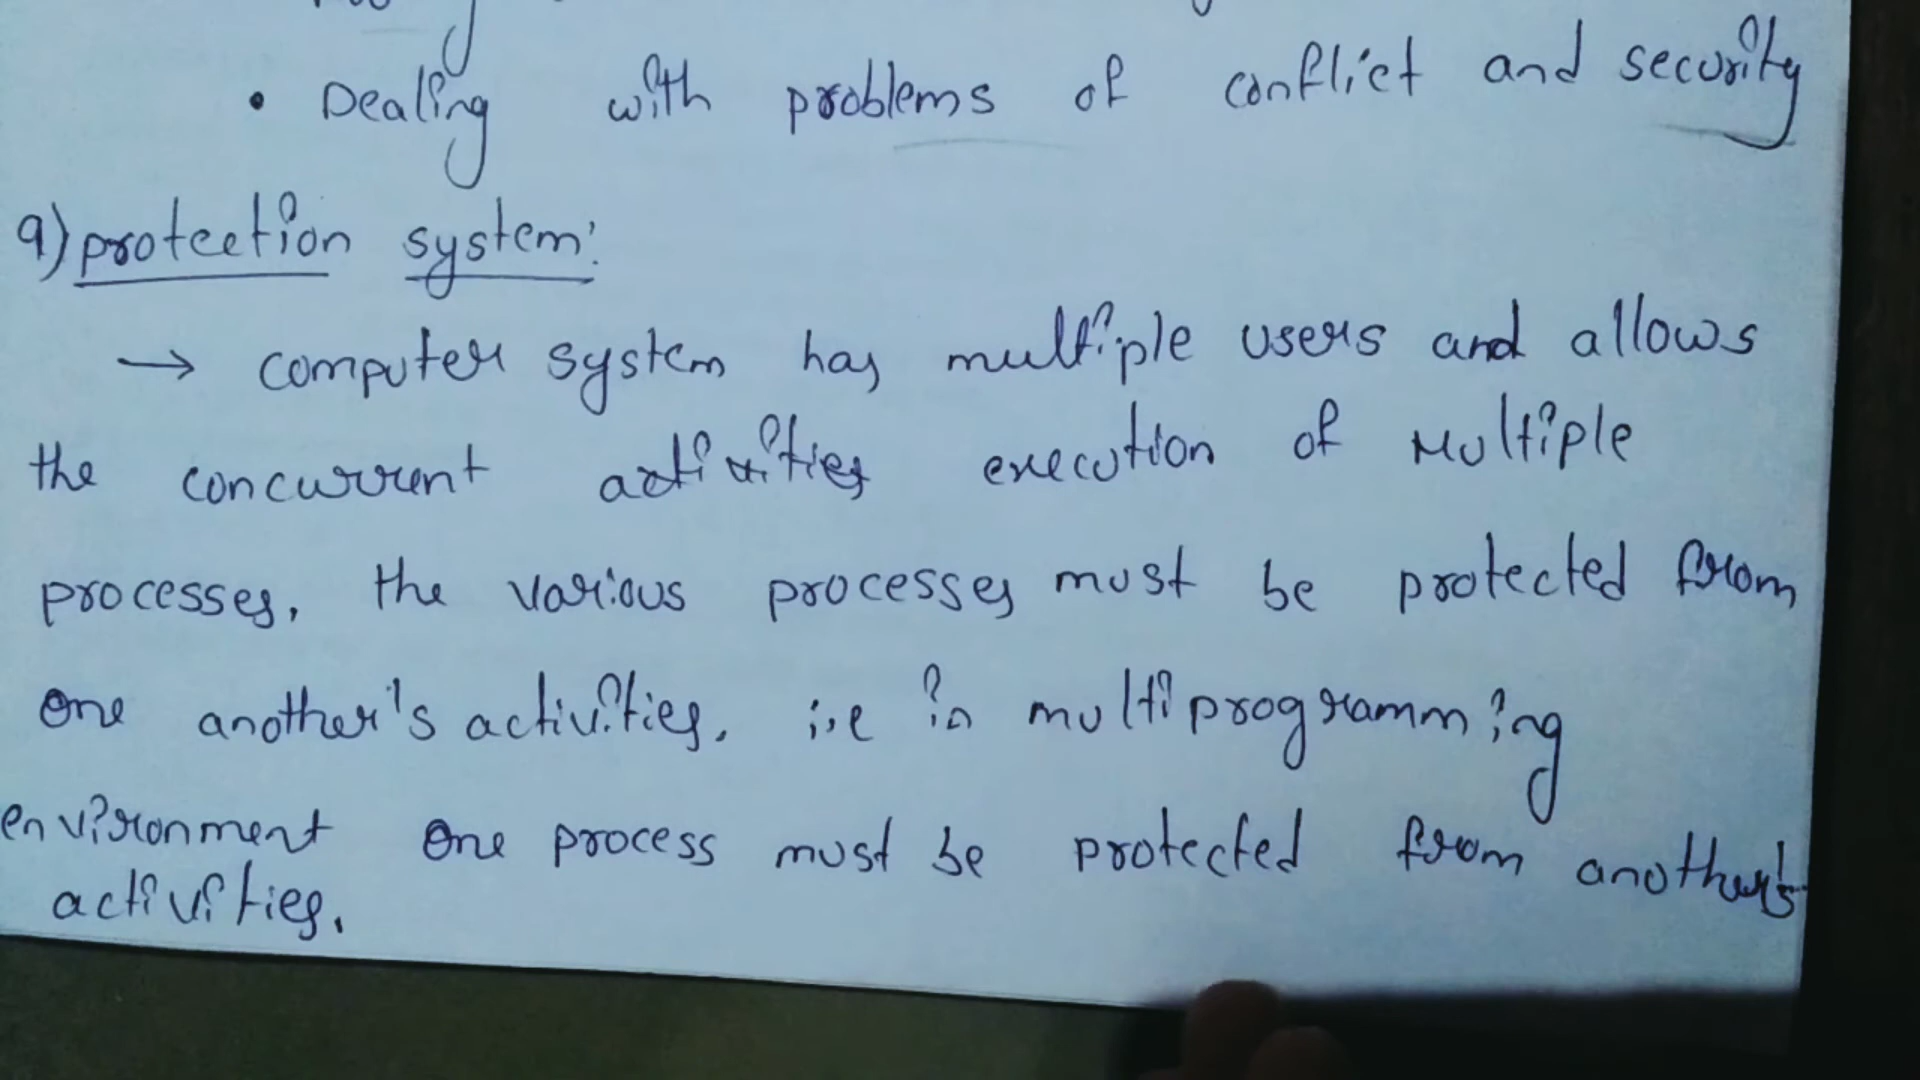 • Dealing with problems of conflict and security
9) protection system:
→ computer system has multiple users and allows
the concurrent activities execution of Multiple
processes, the various processes must be protected from
One another's activities. i.e in multiprogramming
environment One process must be protected from another's
activities.